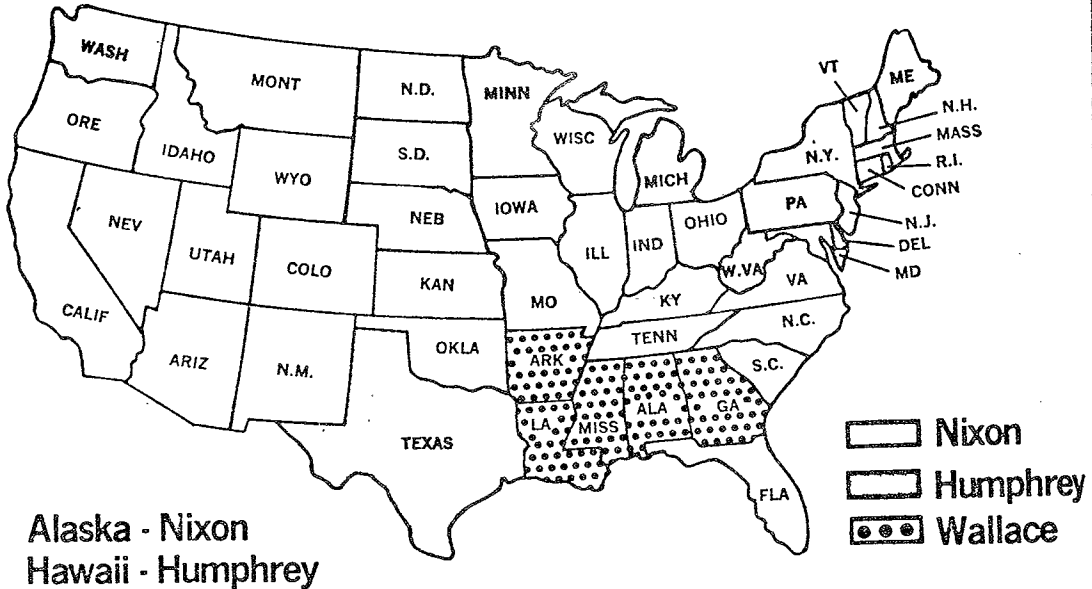 WASH
MONT
N.D.
MINN
VT
ME
N.H.
MASS
R.I.
CONN
N.J.
DEL
MD
ORE
IDAHO
WYO
S.D.
WISC
MICH
N.Y.
PA
NEV
UTAH
COLO
NEB
IOWA
ILL
IND
OHIO
W.VA
VA
CALIF
KAN
MO
KY
N.C.
TENN
ARIZ
N.M.
OKLA
ARK
S.C.
TEXAS
LA
MISS
ALA
GA
FLA
Nixon
Humphrey
Wallace
Alaska - Nixon
Hawaii - Humphrey